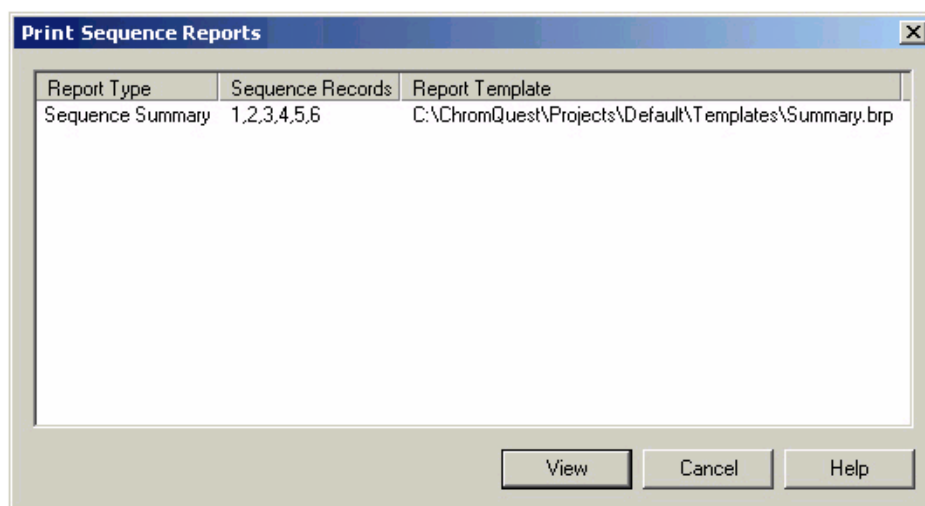 Print Sequence Reports
Report Type Sequence Records Report Template
Sequence Summary 1,2,3,4,5,6 C:\ChromQuest\Projects\Default\Templates\Summary.brp
View Cancel Help